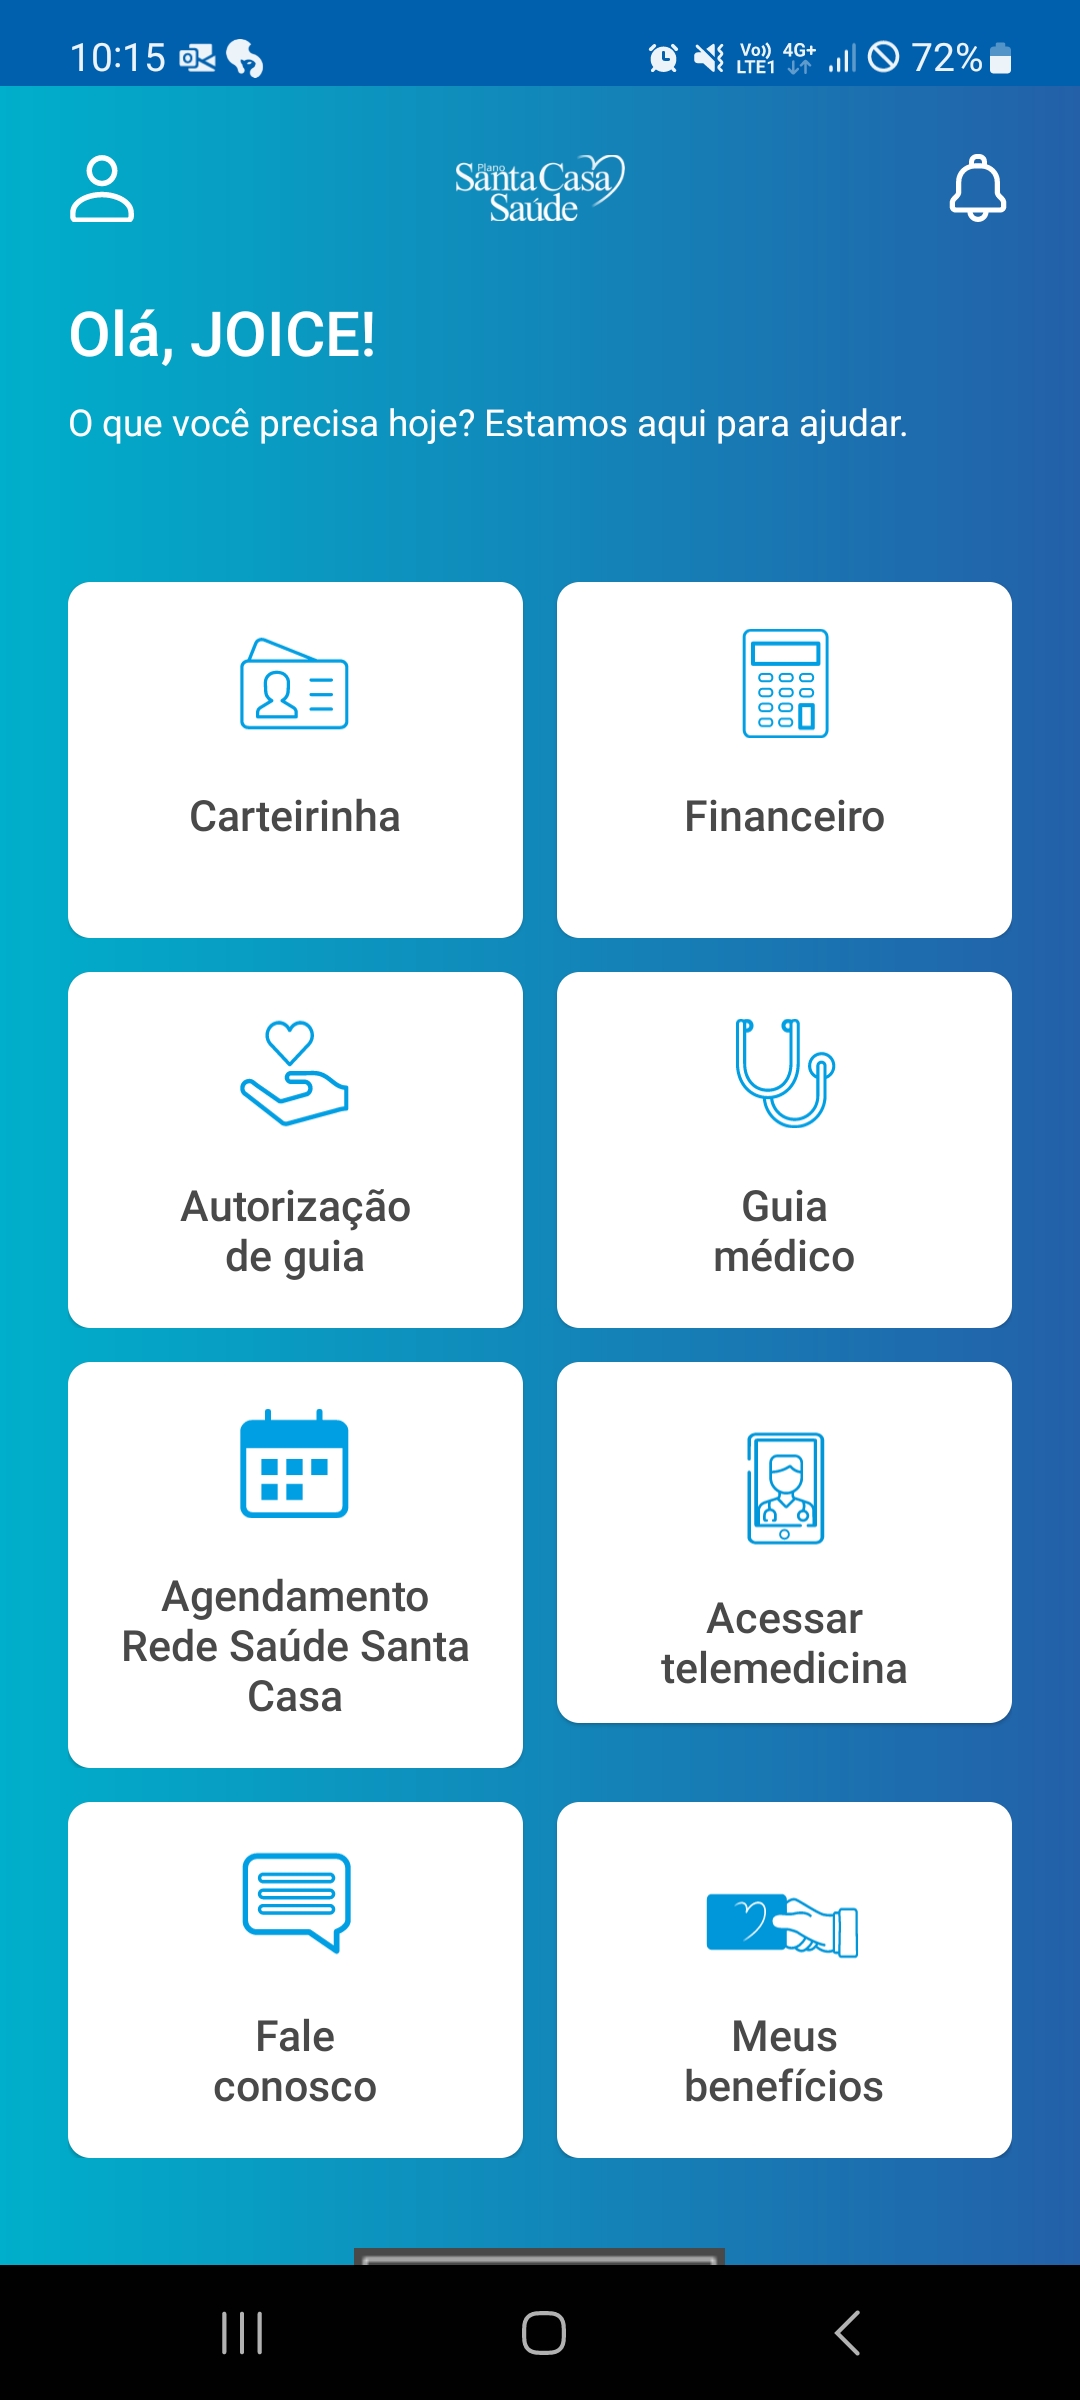 10:15
Vo)) LTE1 4G+ 72%
Plano
Santa Casa
Saúde
Olá, JOICE!
O que você precisa hoje? Estamos aqui para ajudar.
Carteirinha
Financeiro
Autorização
de guia
Guia
médico
Agendamento
Rede Saúde Santa
Casa
Acessar
telemedicina
Fale
conosco
Meus
benefícios